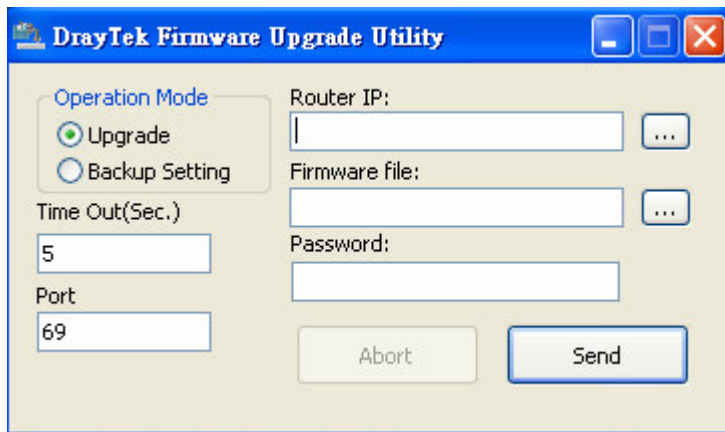 DrayTek Firmware Upgrade Utility
Operation Mode
Upgrade
Backup Setting
Time Out(Sec.)
5
Port
69
Router IP:
...
Firmware file:
...
Password:
Abort
Send